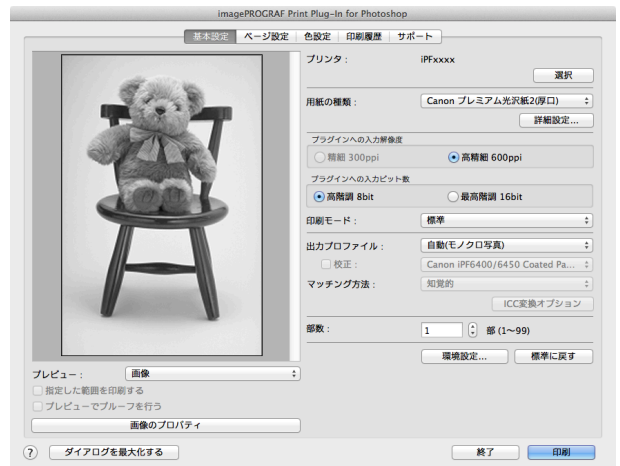 imagePROGRAF Print Plug-In for Photoshop
基本設定 ページ設定 色設定 印刷履歴 サポート
プリンタ： iPFxxxx
選択
用紙の種類： Canon プレミアム光沢紙2(厚口)
詳細設定...
プラグインへの入力解像度
精細 300ppi 高精細 600ppi
プラグインへの入力ビット数
高階調 8bit 最高階調 16bit
印刷モード： 標準
出力プロファイル： 自動(モノクロ写真)
校正： Canon iPF6400/6450 Coated Pa...
マッチング方法： 知覚的
ICC変換オプション
部数： 1 部 (1〜99)
環境設定... 標準に戻す
プレビュー： 画像
指定した範囲を印刷する
プレビューでプルーフを行う
画像のプロパティ
? ダイアログを最大化する 終了 印刷